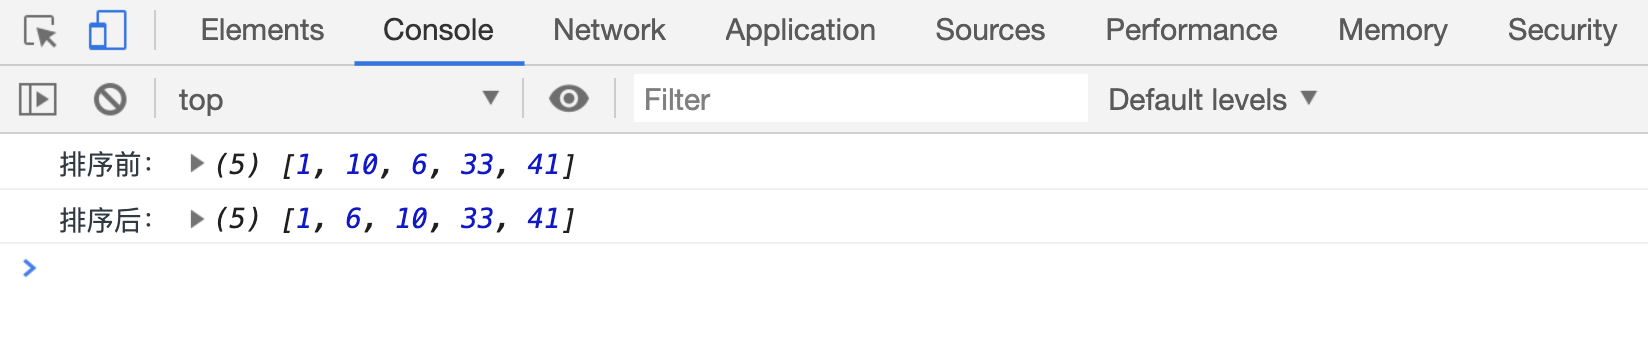 Elements Console Network Application Sources Performance Memory Security
top ▼ Filter Default levels ▼
排序前： ▶ (5) [1, 10, 6, 33, 41]
排序后： ▶ (5) [1, 6, 10, 33, 41]
>